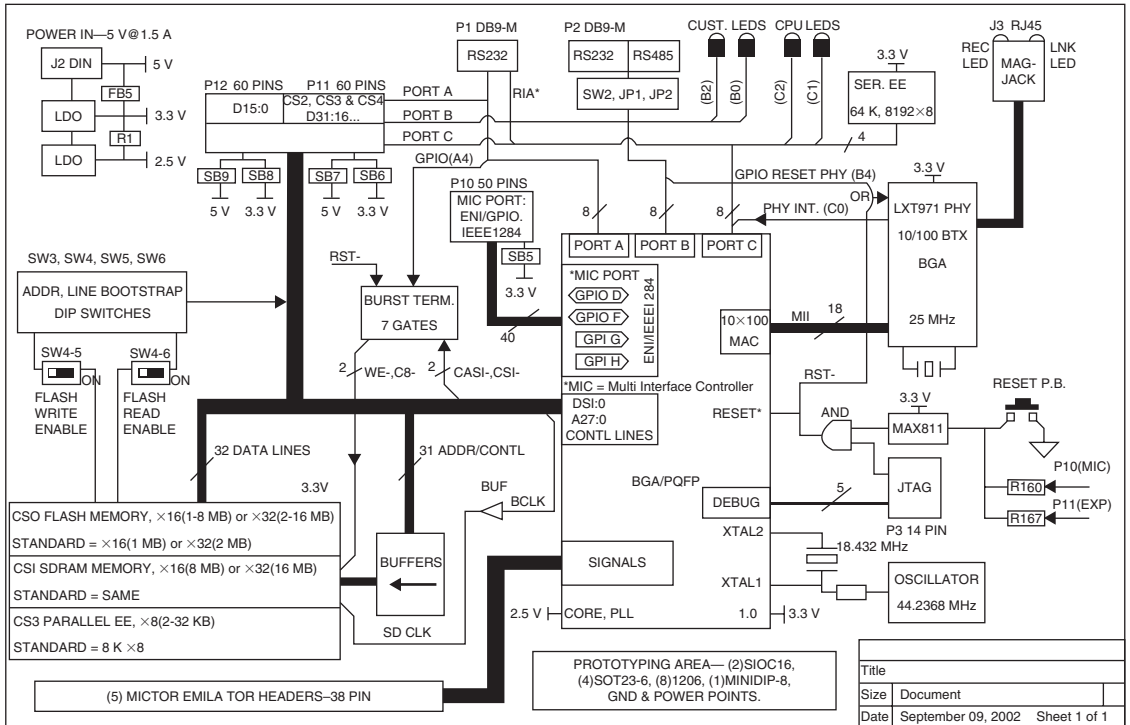 POWER IN—5 V@1.5 A
J2 DIN
5 V
FB5
LDO
3.3 V
R1
LDO
2.5 V
P12 60 PINS
P11 60 PINS
D15:0
CS2, CS3 & CS4
D31:16...
PORT A
PORT B
PORT C
SB9
SB8
SB7
SB6
5 V
3.3 V
5 V
3.3 V
P1 DB9-M
RS232
RIA*
P2 DB9-M
RS232
RS485
SW2, JP1, JP2
CUST. LEDS
CPU LEDS
(B2)
(B0)
(C2)
(C1)
3.3 V
SER. EE
64 K, 8192×8
4
J3 RJ45
REC
LED
MAG-
JACK
LNK
LED
GPIO(A4)
P10 50 PINS
MIC PORT:
ENI/GPIO.
IEEE1284
SB5
3.3 V
40
8
8
8
GPIO RESET PHY (B4)
OR
PHY INT. (C0)
3.3 V
LXT971 PHY
10/100 BTX
BGA
25 MHz
PORT A
PORT B
PORT C
*MIC PORT
GPIO D
GPIO F
GPI G
GPI H
ENI/IEEEI 284
10×100
MAC
MII
18
SW3, SW4, SW5, SW6
ADDR, LINE BOOTSTRAP
DIP SWITCHES
SW4-5
ON
FLASH
WRITE
ENABLE
SW4-6
ON
FLASH
READ
ENABLE
RST-
BURST TERM.
7 GATES
2
WE-,C8-
2
CASI-,CSI-
*MIC = Multi Interface Controller
DSI:0
A27:0
CONTL LINES
RST-
RESET*
AND
3.3 V
MAX811
RESET P.B.
P10(MIC)
R160
P11(EXP)
R167
JTAG
P3 14 PIN
BGA/PQFP
DEBUG
5
XTAL2
18.432 MHz
XTAL1
OSCILLATOR
44.2368 MHz
32 DATA LINES
31 ADDR/CONTL
3.3V
BUF
BCLK
CSO FLASH MEMORY, ×16(1-8 MB) or ×32(2-16 MB)
STANDARD = ×16(1 MB) or ×32(2 MB)
CSI SDRAM MEMORY, ×16(8 MB) or ×32(16 MB)
STANDARD = SAME
CS3 PARALLEL EE, ×8(2-32 KB)
STANDARD = 8 K ×8
BUFFERS
SD CLK
SIGNALS
2.5 V
CORE, PLL
1.0
3.3 V
(5) MICTOR EMILA TOR HEADERS–38 PIN
PROTOTYPING AREA— (2)SIOC16,
(4)SOT23-6, (8)1206, (1)MINIDIP-8,
GND & POWER POINTS.
Title
Size Document
Date September 09, 2002 Sheet 1 of 1